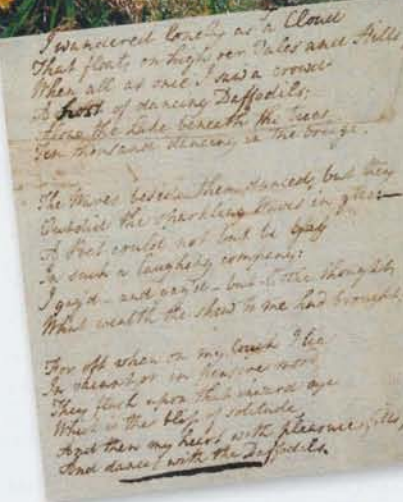 I wandered lonely as a Cloud
That floats on high o'er Vales and Hills,
When all at once I saw a crowd
A host of dancing Daffodils;
Along the Lake, beneath the trees,
Ten thousand dancing in the breeze.
The Waves beside them danced, but they
Outdid the sparkling Waves in glee:—
A Poet could not but be gay
In such a laughing company:
I gaz'd - and gaz'd - but little thought
What wealth the shew to me had brought
For oft when on my couch I lie
In vacant or in pensive mood
They flash upon that inward eye
Which is the bliss of solitude
And then my heart with pleasure fills,
And dances with the Daffodils.